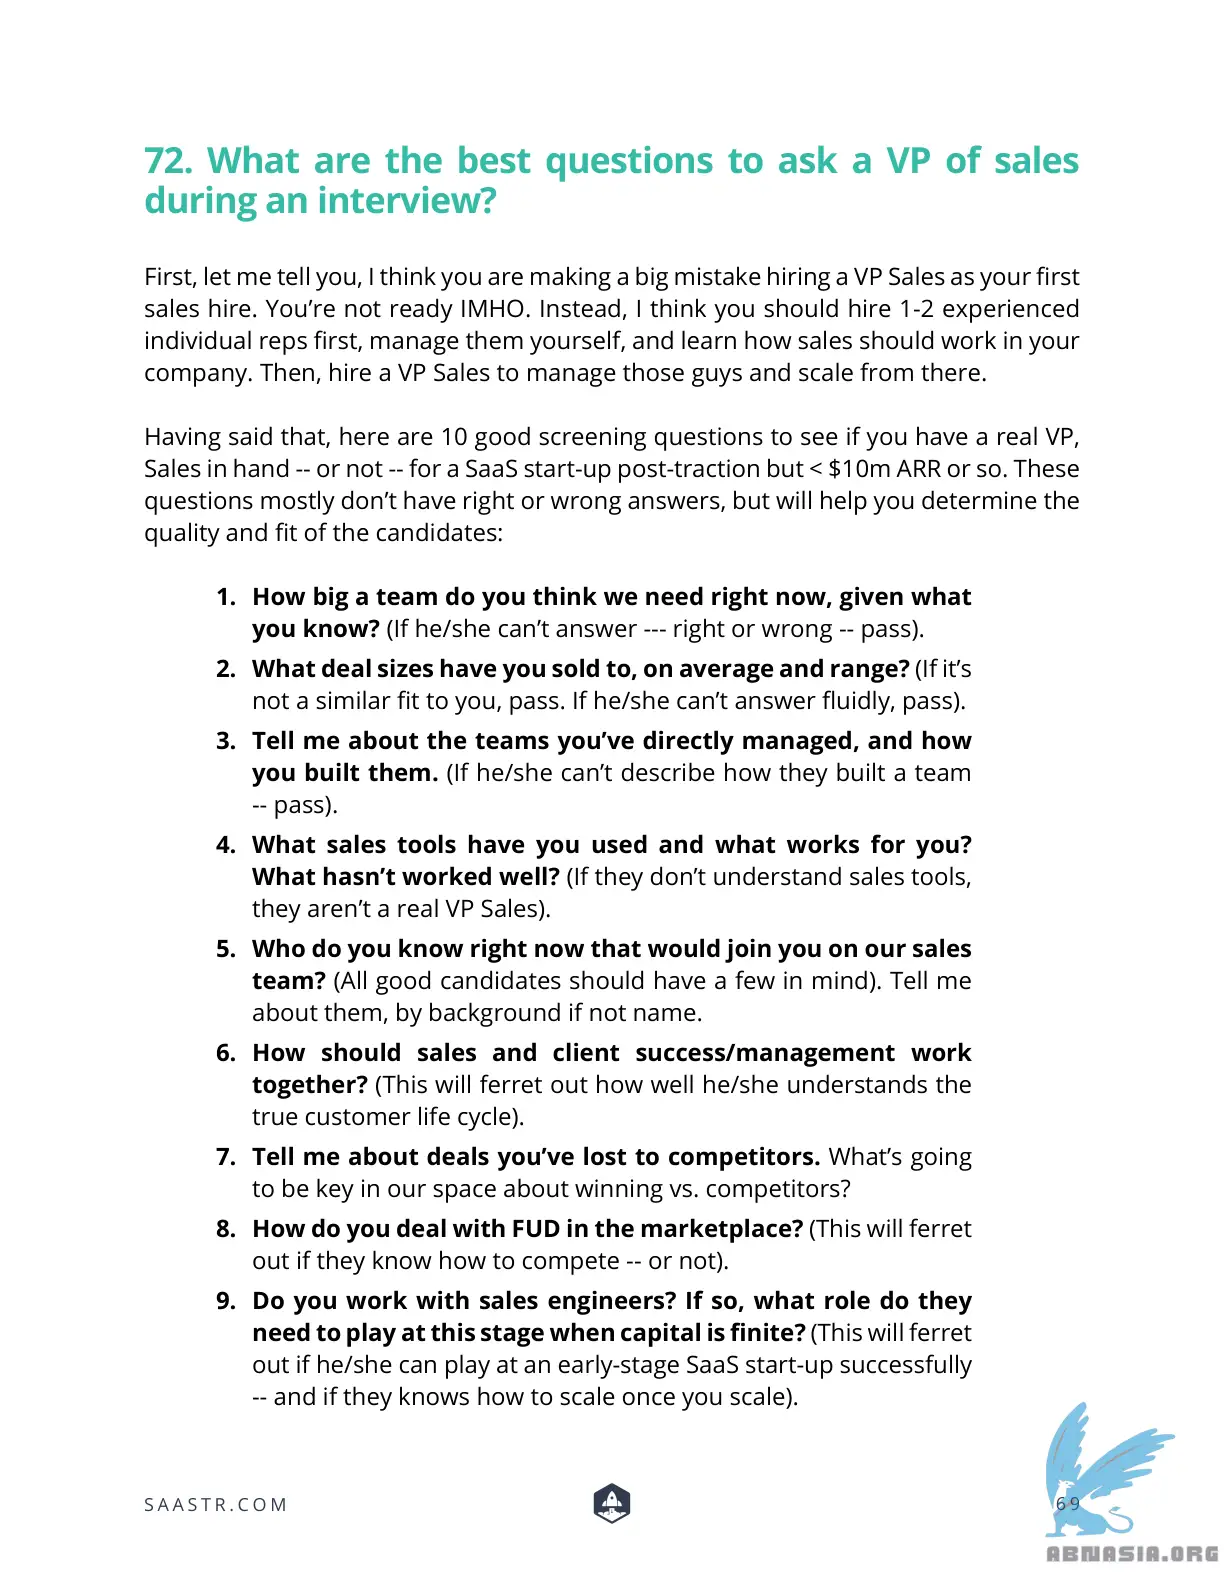 72. What are the best questions to ask a VP of sales
during an interview?
First, let me tell you, I think you are making a big mistake hiring a VP Sales as your first
sales hire. You’re not ready IMHO. Instead, I think you should hire 1-2 experienced
individual reps first, manage them yourself, and learn how sales should work in your
company. Then, hire a VP Sales to manage those guys and scale from there.
Having said that, here are 10 good screening questions to see if you have a real VP,
Sales in hand -- or not -- for a SaaS start-up post-traction but < $10m ARR or so. These
questions mostly don’t have right or wrong answers, but will help you determine the
quality and fit of the candidates:
1. How big a team do you think we need right now, given what
you know? (If he/she can’t answer --- right or wrong -- pass).
2. What deal sizes have you sold to, on average and range? (If it’s
not a similar fit to you, pass. If he/she can’t answer fluidly, pass).
3. Tell me about the teams you’ve directly managed, and how
you built them. (If he/she can’t describe how they built a team
-- pass).
4. What sales tools have you used and what works for you?
What hasn’t worked well? (If they don’t understand sales tools,
they aren’t a real VP Sales).
5. Who do you know right now that would join you on our sales
team? (All good candidates should have a few in mind). Tell me
about them, by background if not name.
6. How should sales and client success/management work
together? (This will ferret out how well he/she understands the
true customer life cycle).
7. Tell me about deals you’ve lost to competitors. What’s going
to be key in our space about winning vs. competitors?
8. How do you deal with FUD in the marketplace? (This will ferret
out if they know how to compete -- or not).
9. Do you work with sales engineers? If so, what role do they
need to play at this stage when capital is finite? (This will ferret
out if he/she can play at an early-stage SaaS start-up successfully
-- and if they knows how to scale once you scale).
SAASTR.COM
69
ABNASIA.ORG